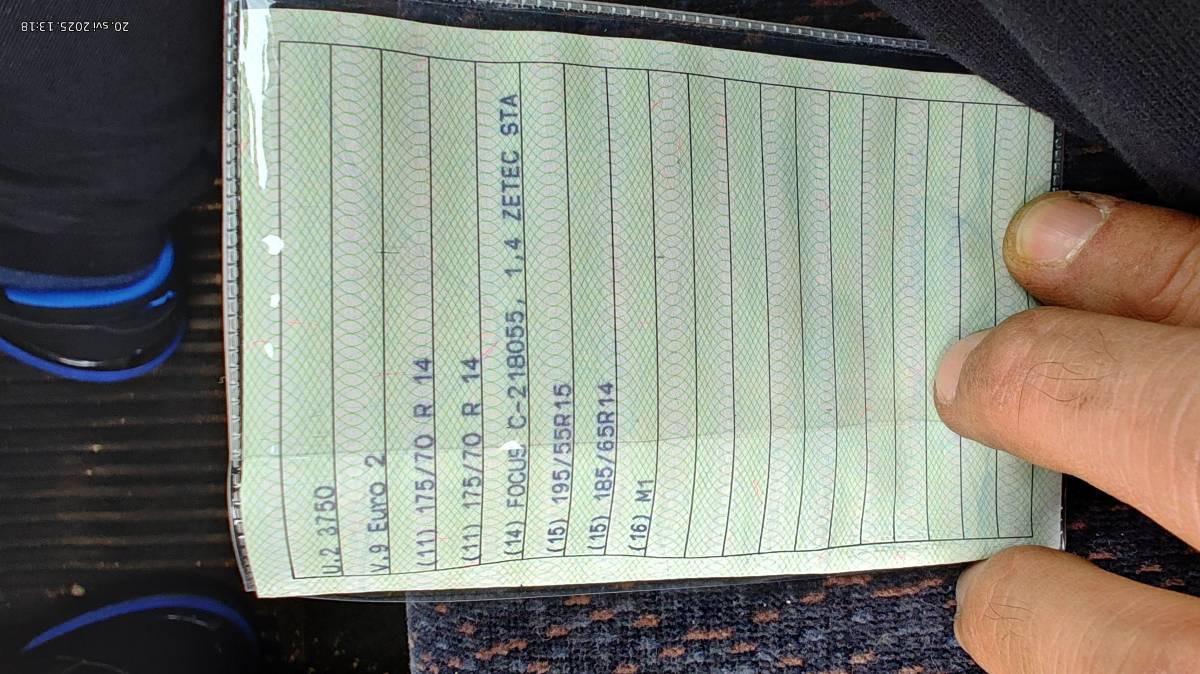 20. svi 2025. 13:18
U.2 3750
V.9 Euro 2
(11) 175/70 R 14
(11) 175/70 R 14
(14) FOCUS C-218055, 1,4 ZETEC STA
(15) 195/55R15
(15) 185/65R14
(16) M1